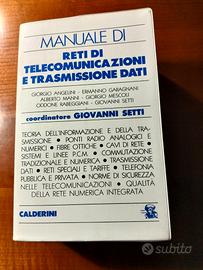 MANUALE DI
RETI DI
TELECOMUNICAZIONI
E TRASMISSIONE DATI
GIORGIO ANGELINI • ERMANNO GARAGNANI
ALBERTO MANNI • GIORGIO MESCOLI
ODDONE RABEGGIANI • GIOVANNI SETTI
coordinatore GIOVANNI SETTI
TEORIA DELL'INFORMAZIONE E DELLA TRA-
SMISSIONE • PONTI RADIO ANALOGICI E
NUMERICI • FIBRE OTTICHE • CAVI DI RETE •
SISTEMI E LINEE P.C.M. • COMMUTAZIONE
TRADIZIONALE E NUMERICA • TRASMISSIONE
DATI • RETI SPECIALI E TARIFFE • TELEFONIA
PUBBLICA E PRIVATA • NORME DI SICUREZZA
NELLE TELECOMUNICAZIONI • QUALITÀ
DELLA RETE NUMERICA INTEGRATA
CALDERINI
subito